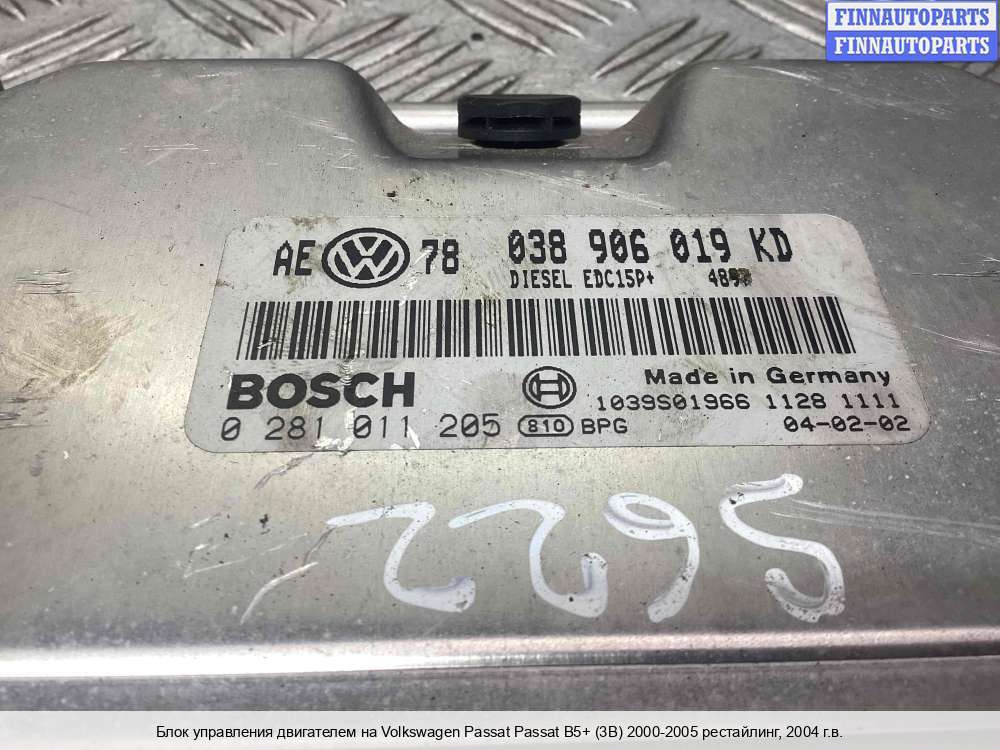 FINNAUTOPARTS
FINNAUTOPARTS
AE VW 78 038 906 019 KD
DIESEL EDC15P+
BOSCH Made in Germany
1039S01966 1128 1111
0 281 011 205 810 BPG 04-02-02
2295
Блок управления двигателем на Volkswagen Passat Passat B5+ (3B) 2000-2005 рестайлинг, 2004 г.в.